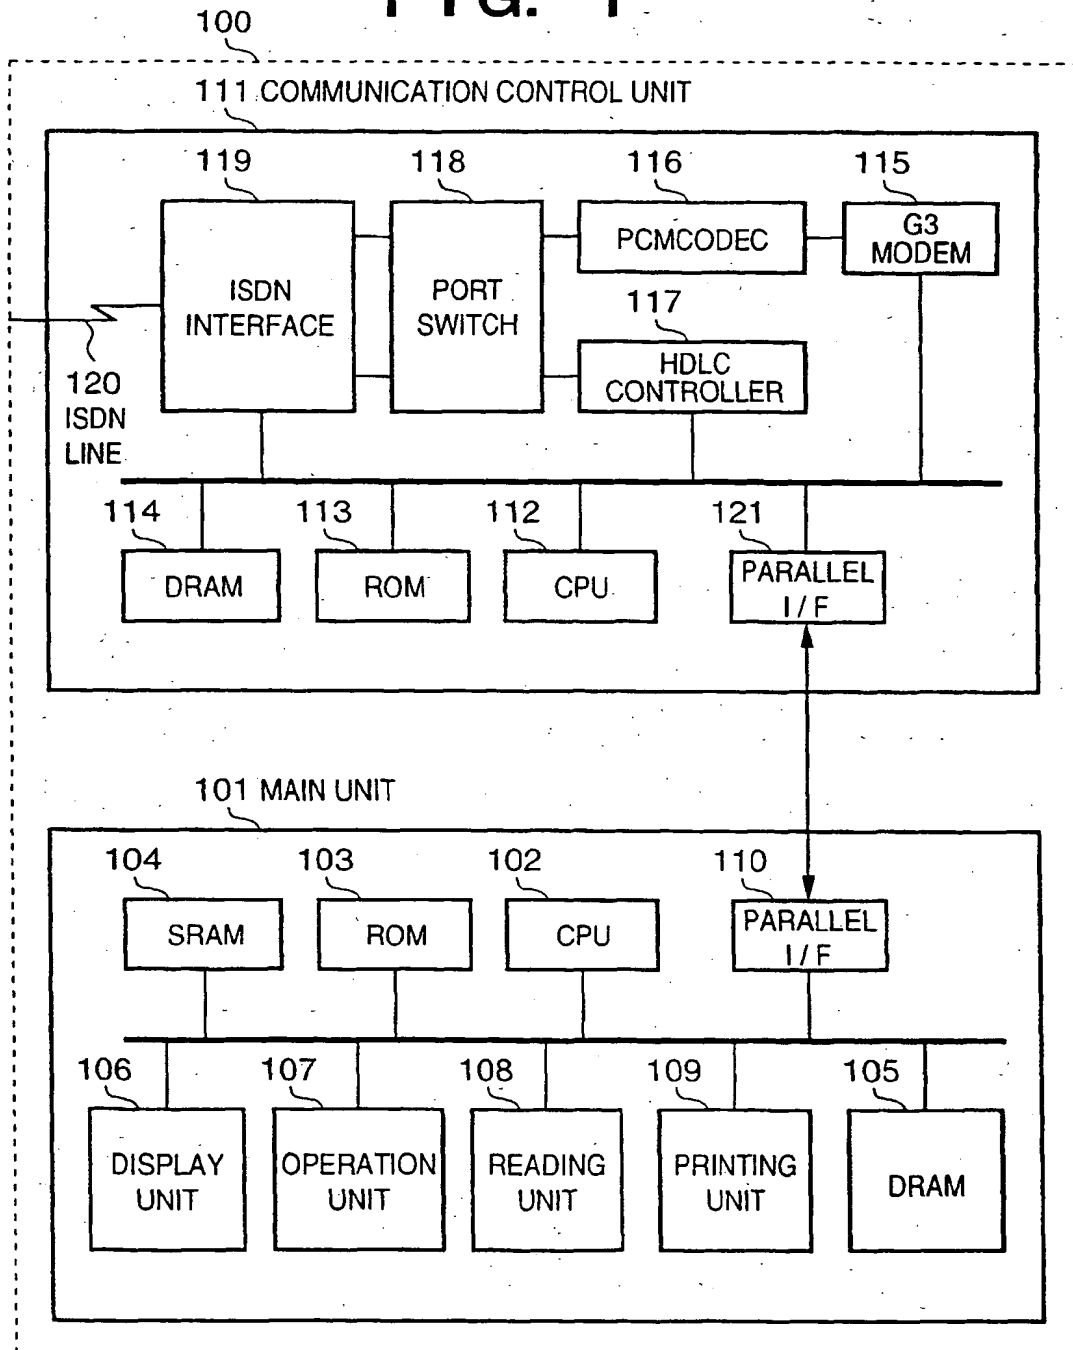 FIG. 1
100
111 COMMUNICATION CONTROL UNIT
119
118
116
115
ISDN
INTERFACE
PORT
SWITCH
PCMCODEC
G3
MODEM
117
HDLC
CONTROLLER
120
ISDN
LINE
114
113
112
121
DRAM
ROM
CPU
PARALLEL
I/F
101 MAIN UNIT
104
103
102
110
SRAM
ROM
CPU
PARALLEL
I/F
106
107
108
109
105
DISPLAY
UNIT
OPERATION
UNIT
READING
UNIT
PRINTING
UNIT
DRAM